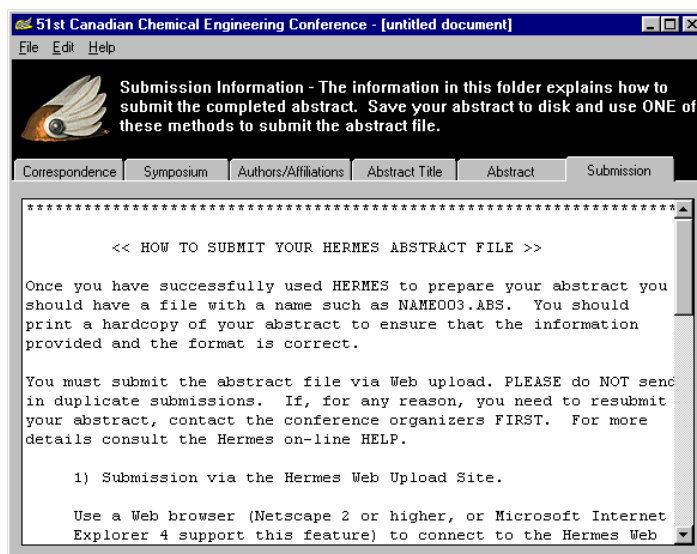 51st Canadian Chemical Engineering Conference - [untitled document]
File Edit Help
Submission Information - The information in this folder explains how to
submit the completed abstract. Save your abstract to disk and use ONE of
these methods to submit the abstract file.
Correspondence Symposium Authors/Affiliations Abstract Title Abstract Submission
********************************************************************
<< HOW TO SUBMIT YOUR HERMES ABSTRACT FILE >>
Once you have successfully used HERMES to prepare your abstract you
should have a file with a name such as NAME003.ABS. You should
print a hardcopy of your abstract to ensure that the information
provided and the format is correct.
You must submit the abstract file via Web upload. PLEASE do NOT send
in duplicate submissions. If, for any reason, you need to resubmit
your abstract, contact the conference organizers FIRST. For more
details consult the Hermes on-line HELP.
1) Submission via the Hermes Web Upload Site.
Use a Web browser (Netscape 2 or higher, or Microsoft Internet
Explorer 4 support this feature) to connect to the Hermes Web